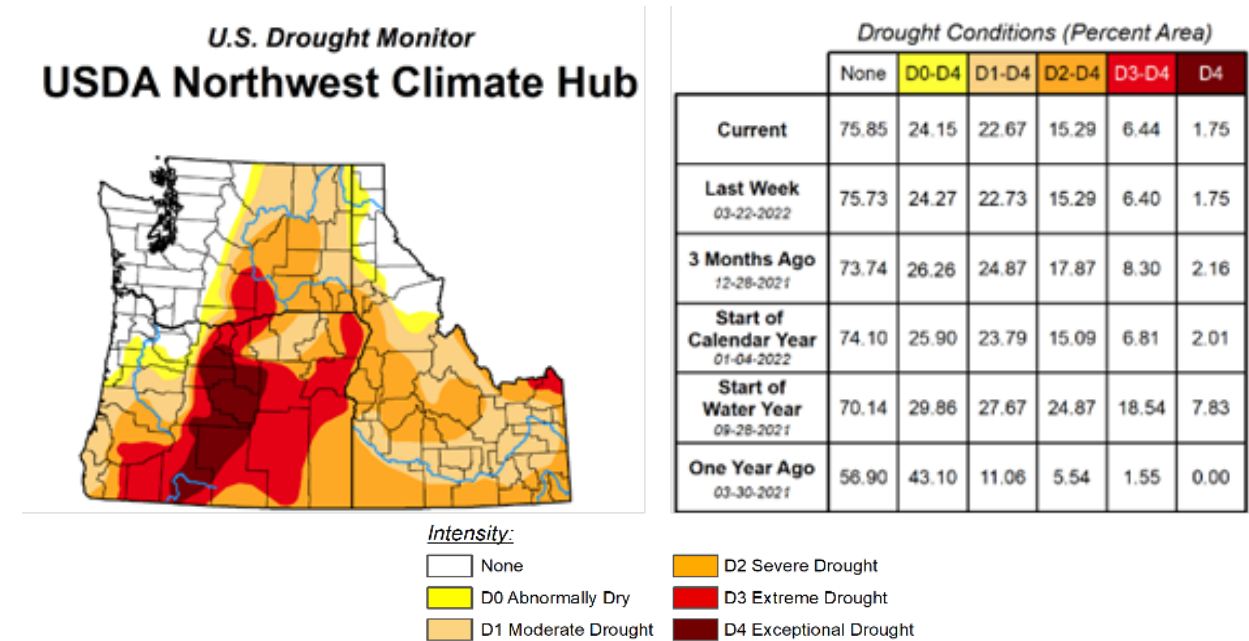 U.S. Drought Monitor
USDA Northwest Climate Hub
Drought Conditions (Percent Area)
None D0-D4 D1-D4 D2-D4 D3-D4 D4
Current 75.85 24.15 22.67 15.29 6.44 1.75
Last Week
03-22-2022
75.73 24.27 22.73 15.29 6.40 1.75
3 Months Ago
12-28-2021
73.74 26.26 24.87 17.87 8.30 2.16
Start of
Calendar Year
01-04-2022
74.10 25.90 23.79 15.09 6.81 2.01
Start of
Water Year
09-28-2021
70.14 29.86 27.67 24.87 18.54 7.83
One Year Ago
03-30-2021
56.90 43.10 11.06 5.54 1.55 0.00
Intensity:
None
D0 Abnormally Dry
D1 Moderate Drought
D2 Severe Drought
D3 Extreme Drought
D4 Exceptional Drought